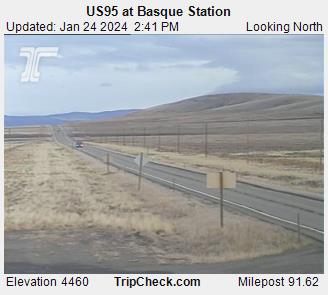 US95 at Basque Station
Updated: Jan 24 2024 2:41 PM Looking North
Elevation 4460 TripCheck.com Milepost 91.62